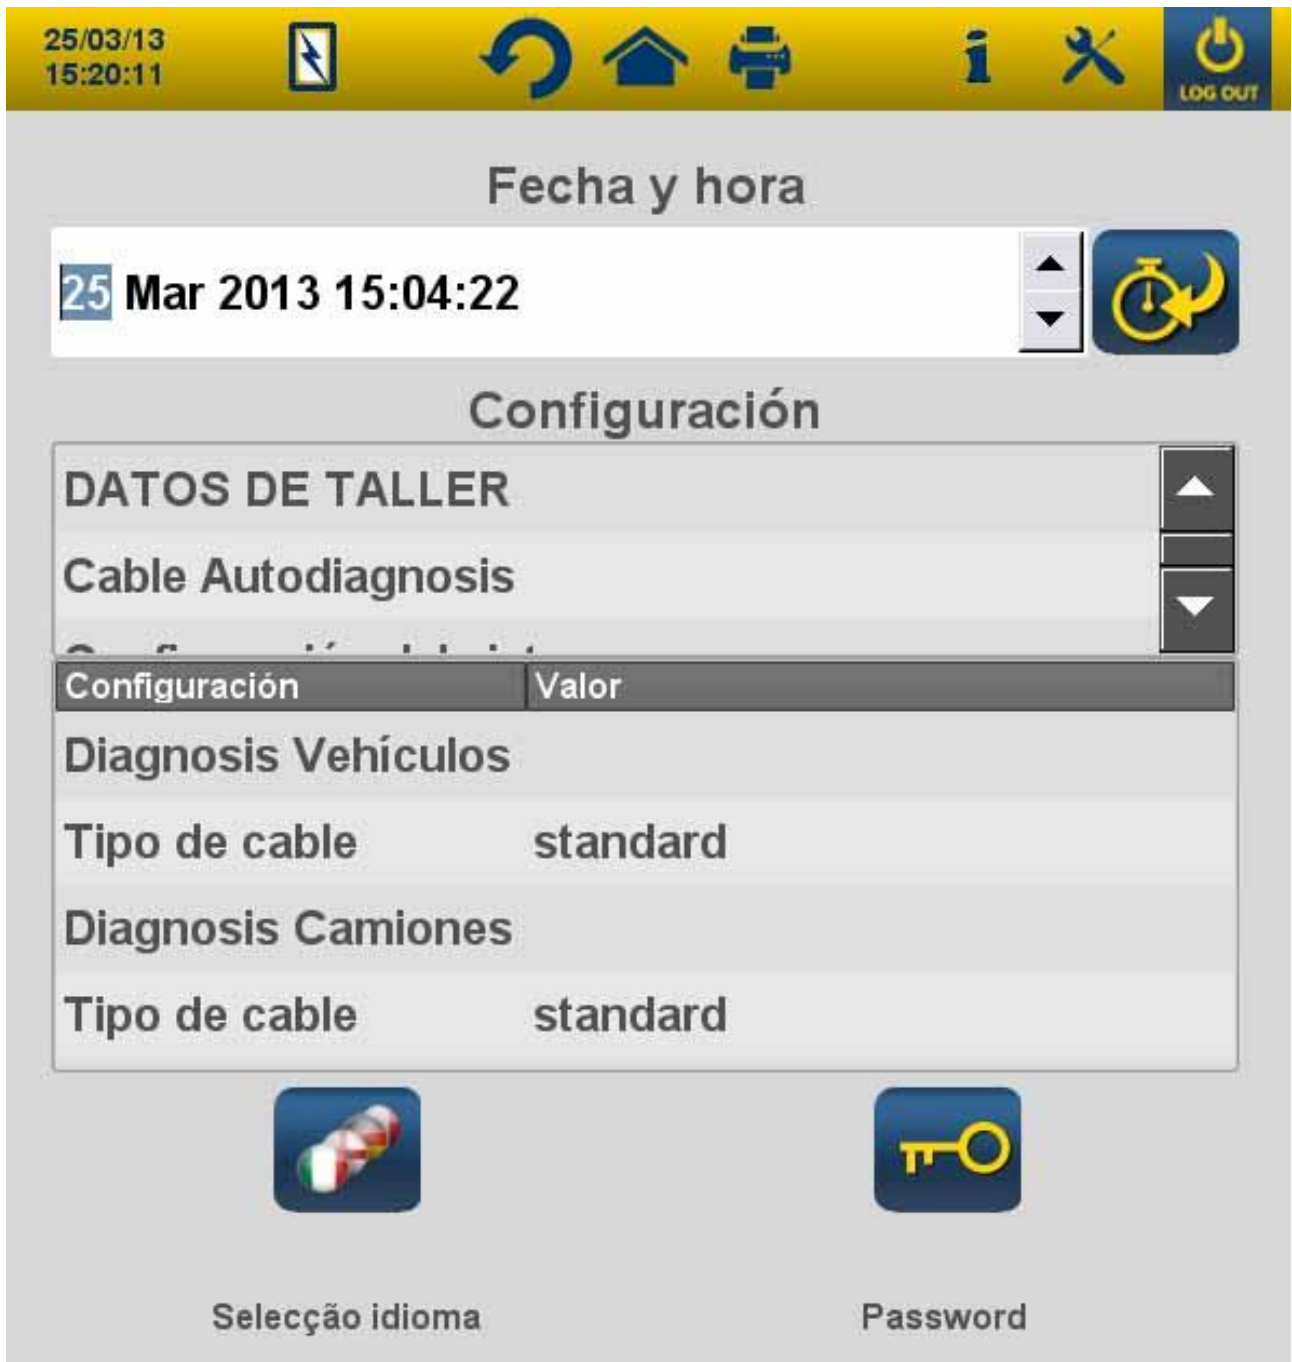 25/03/13
15:20:11
LOG OUT
Fecha y hora
25 Mar 2013 15:04:22
Configuración
DATOS DE TALLER
Cable Autodiagnosis
Configuración Valor
Diagnosis Vehículos
Tipo de cable standard
Diagnosis Camiones
Tipo de cable standard
Selecção idioma
Password